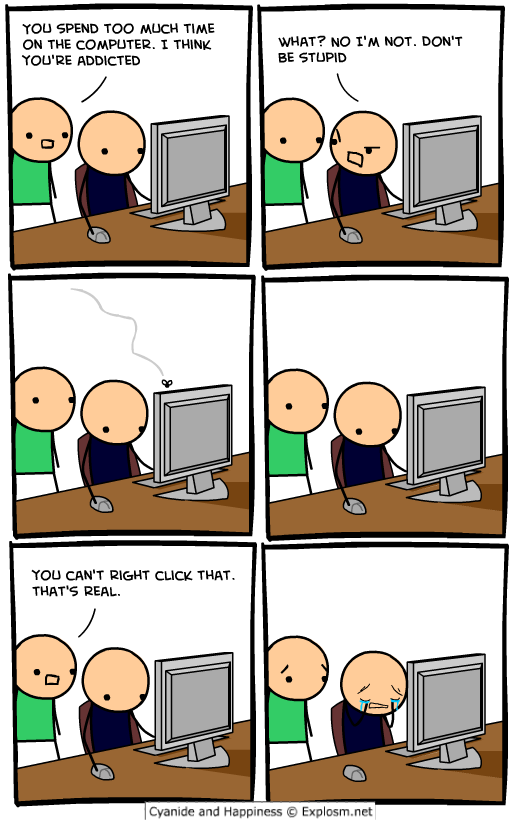 YOU SPEND TOO MUCH TIME
ON THE COMPUTER. I THINK
YOU'RE ADDICTED
WHAT? NO I'M NOT. DON'T
BE STUPID
YOU CAN'T RIGHT CLICK THAT.
THAT'S REAL.
Cyanide and Happiness © Explosm.net